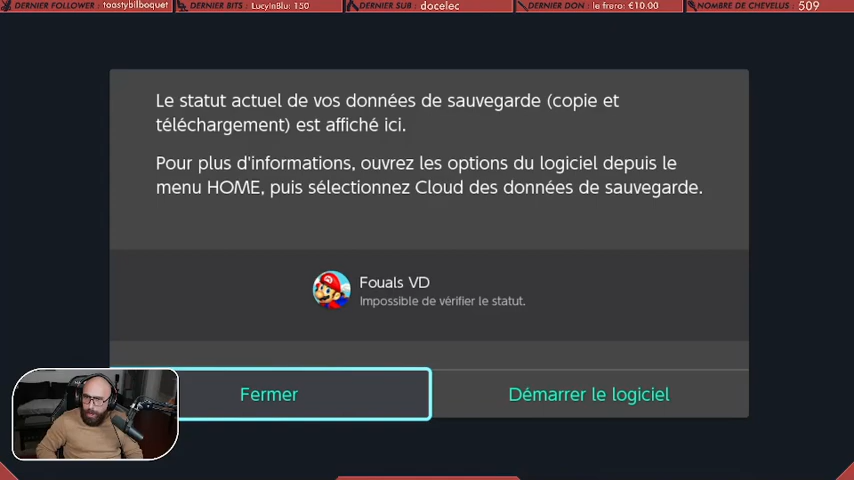 DERNIER FOLLOWER : toastybilboquet DERNIER BITS : LucyInBlu: 150 DERNIER SUB : docelec DERNIER DON : le frero: €10.00 NOMBRE DE CHEVELUS : 509
Le statut actuel de vos données de sauvegarde (copie et
téléchargement) est affiché ici.
Pour plus d'informations, ouvrez les options du logiciel depuis le
menu HOME, puis sélectionnez Cloud des données de sauvegarde.
Fouals VD
Impossible de vérifier le statut.
Fermer
Démarrer le logiciel